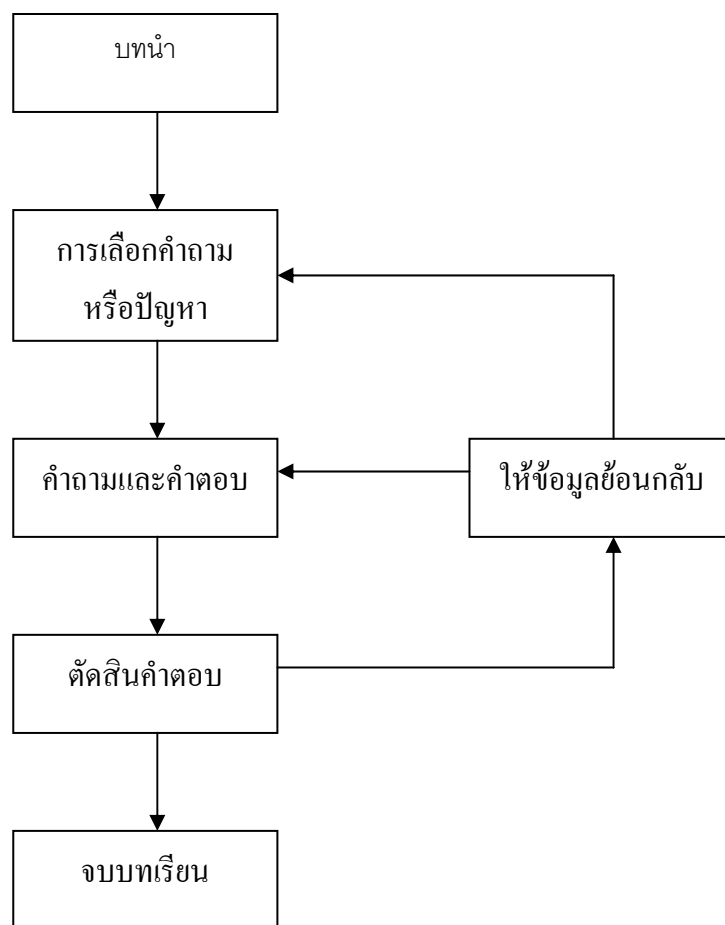 บทนำ
การเลือกคำถาม
หรือปัญหา
คำถามและคำตอบ
ให้ข้อมูลย้อนกลับ
ตัดสินคำตอบ
จบบทเรียน